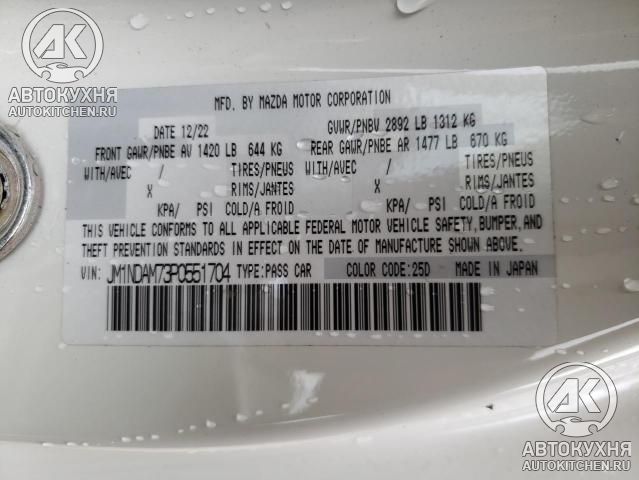 AK
АВТОКУХНЯ
AUTOKITCHEN.RU
MFD. BY MAZDA MOTOR CORPORATION
DATE 12/22 GVWR/PNBV 2892 LB 1312 KG
FRONT GAWR/PNBE AV 1420 LB 644 KG REAR GAWR/PNBE AR 1477 LB 670 KG
WITH/AVEC / TIRES/PNEUS WITH/AVEC / TIRES/PNEUS
X RIMS/JANTES X RIMS/JANTES
KPA/ PSI COLD/A FROID KPA/ PSI COLD/A FROID
THIS VEHICLE CONFORMS TO ALL APPLICABLE FEDERAL MOTOR VEHICLE SAFETY, BUMPER, AND
THEFT PREVENTION STANDARDS IN EFFECT ON THE DATE OF MANUFACTURE SHOWN ABOVE.
VIN: JM1NDAM73P0551704 TYPE:PASS CAR COLOR CODE:25D MADE IN JAPAN
AK
АВТОКУХНЯ
AUTOKITCHEN.RU